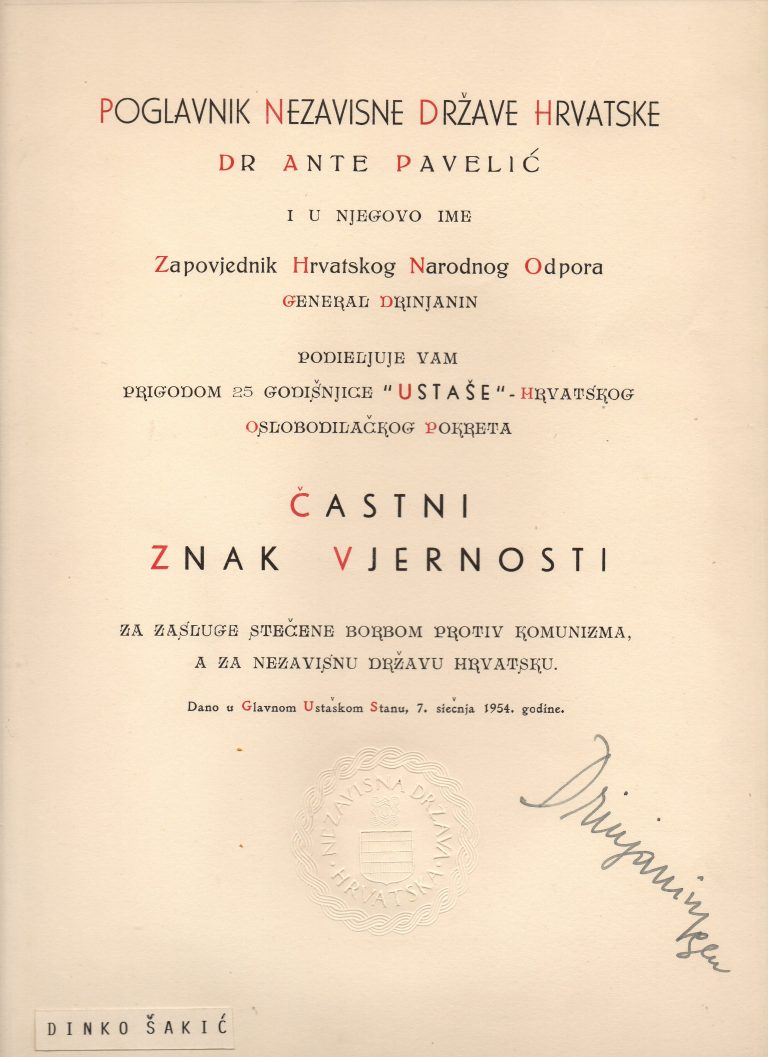 POGLAVNIK NEZAVISNE DRŽAVE HRVATSKE
DR ANTE PAVELIĆ
I U NJEGOVO IME
Zapovjednik Hrvatskog Narodnog Odpora
GENERAL DRINJANIN
PODIELJUJE VAM
PRIGODOM 25 GODIŠNJICE "USTAŠE"-HRVATSKOG
OSLOBODILAČKOG POKRETA
ČASTNI
ZNAK VJERNOSTI
ZA ZASLUGE STEČENE BORBOM PROTIV KOMUNIZMA,
A ZA NEZAVISNU DRŽAVU HRVATSKU.
Dano u Glavnom Ustaškom Stanu, 7. siečnja 1954. godine.
NEZAVISNA DRŽAVA
HRVATSKA
Drinjanin
DINKO ŠAKIĆ